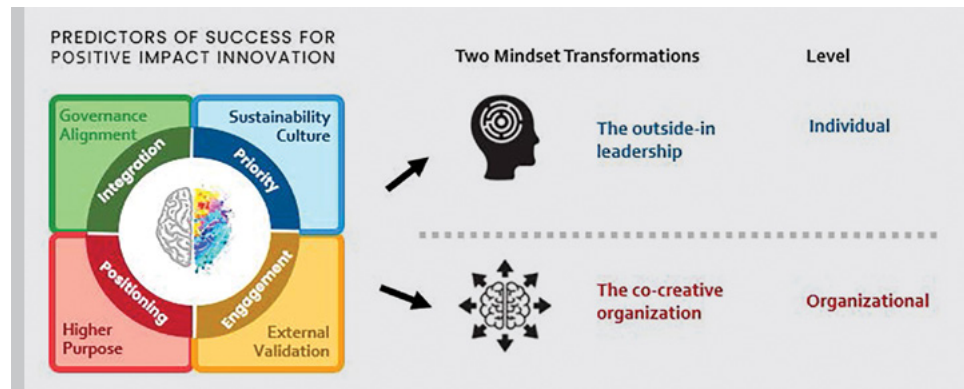 PREDICTORS OF SUCCESS FOR
POSITIVE IMPACT INNOVATION
Governance
Alignment
Sustainability
Culture
Integration
Priority
Positioning
Engagement
Higher
Purpose
External
Validation
Two Mindset Transformations
Level
The outside-in
leadership
Individual
The co-creative
organization
Organizational